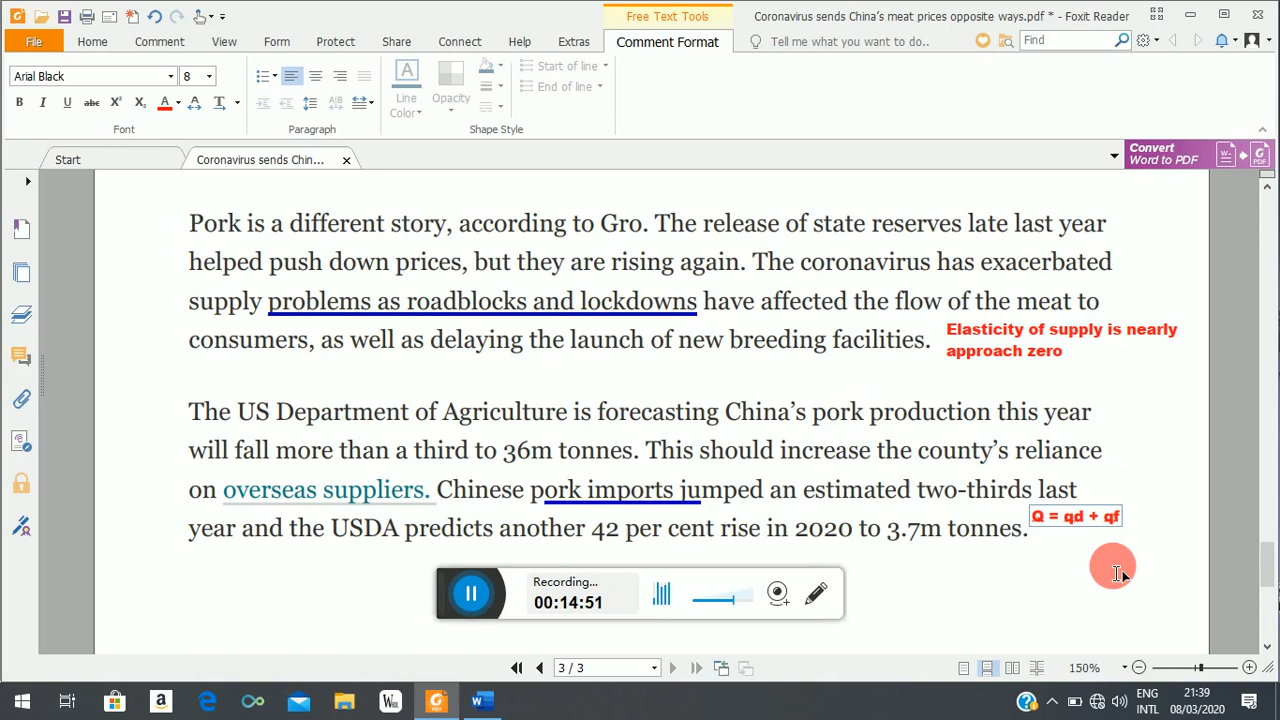 Free Text Tools
Coronavirus sends China's meat prices opposite ways.pdf * - Foxit Reader
File Home Comment View Form Protect Share Connect Help Extras Comment Format Tell me what you want to do.. Find
Arial Black 8
Line Color Opacity
Start of line
End of line
Font Paragraph Shape Style
Start Coronavirus sends Chin...
Convert
Word to PDF
Pork is a different story, according to Gro. The release of state reserves late last year
helped push down prices, but they are rising again. The coronavirus has exacerbated
supply problems as roadblocks and lockdowns have affected the flow of the meat to
consumers, as well as delaying the launch of new breeding facilities.
Elasticity of supply is nearly
approach zero
The US Department of Agriculture is forecasting China's pork production this year
will fall more than a third to 36m tonnes. This should increase the county's reliance
on overseas suppliers. Chinese pork imports jumped an estimated two-thirds last
year and the USDA predicts another 42 per cent rise in 2020 to 3.7m tonnes.
Q = qd + qf
Recording...
00:14:51
3 / 3
150%
ENG
INTL
21:39
08/03/2020